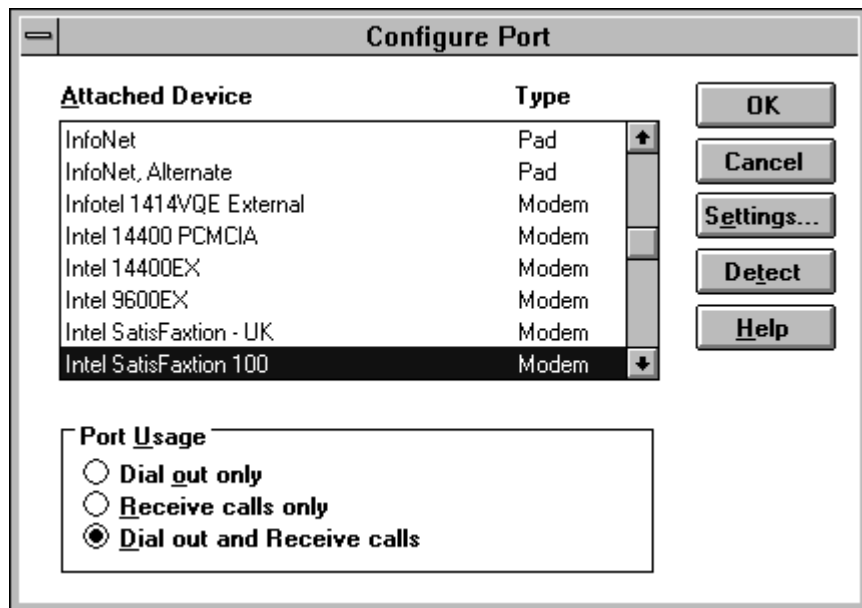 Configure Port
Attached Device Type
InfoNet Pad
InfoNet, Alternate Pad
Infotel 1414VQE External Modem
Intel 14400 PCMCIA Modem
Intel 14400EX Modem
Intel 9600EX Modem
Intel SatisFaxtion - UK Modem
Intel SatisFaxtion 100 Modem
OK
Cancel
Settings...
Detect
Help
Port Usage
Dial out only
Receive calls only
Dial out and Receive calls